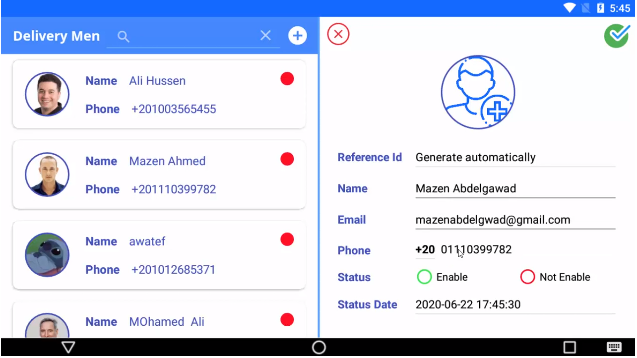 5:45
Delivery Men
Name Ali Hussen
Phone +201003565455
Name Mazen Ahmed
Phone +201110399782
Name awatef
Phone +201012685371
Name MOhamed Ali
Reference Id Generate automatically
Name Mazen Abdelgawad
Email mazenabdelgwad@gmail.com
Phone +20 01110399782
Status Enable Not Enable
Status Date 2020-06-22 17:45:30